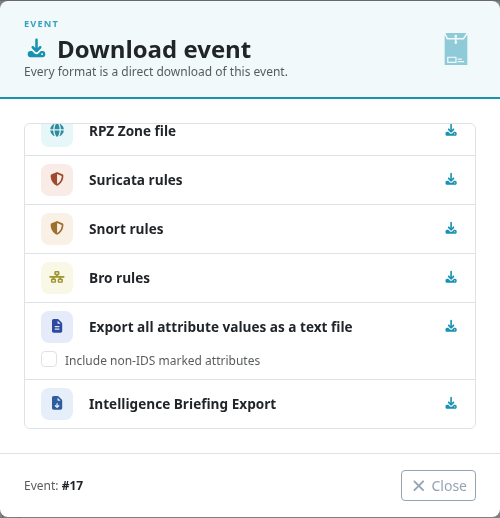 EVENT
Download event
Every format is a direct download of this event.
RPZ Zone file
Suricata rules
Snort rules
Bro rules
Export all attribute values as a text file
Include non-IDS marked attributes
Intelligence Briefing Export
Event: #17
Close